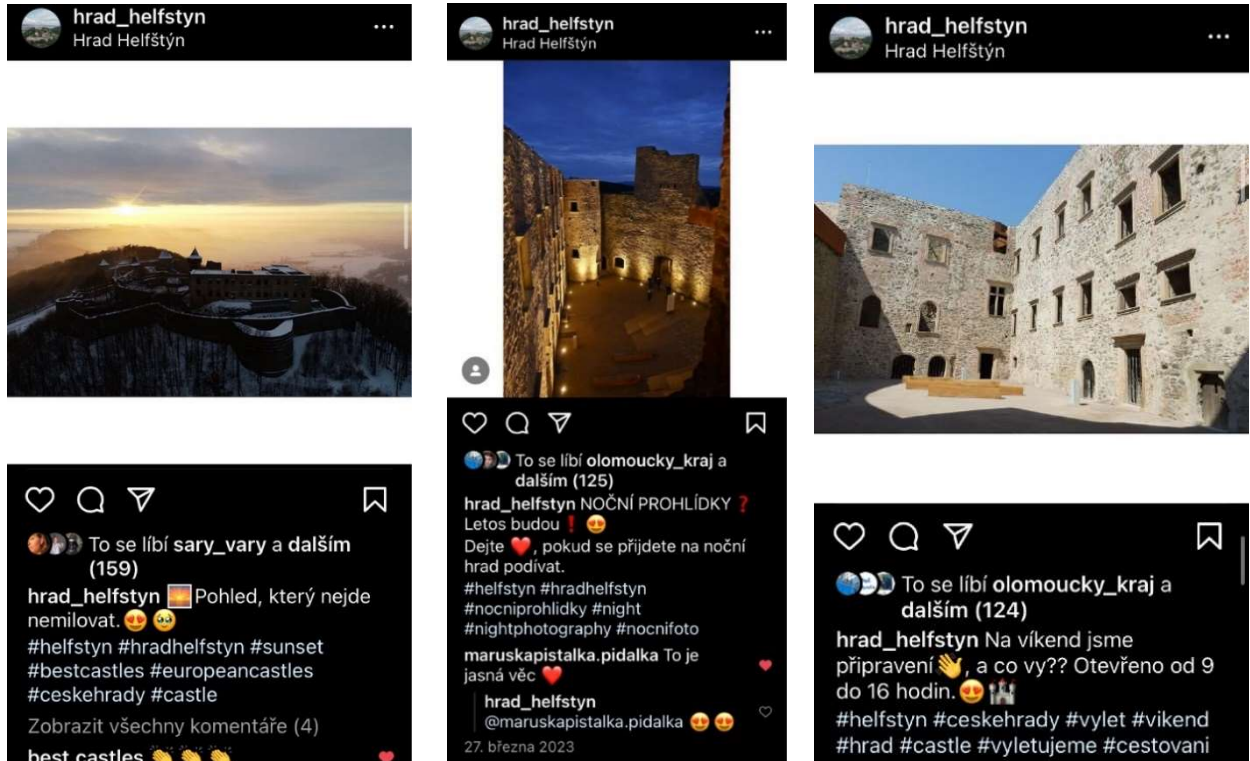 hrad_helfstyn
Hrad Helfštýn
To se líbí sary_vary a dalším
(159)
hrad_helfstyn 🌅Pohled, který nejde
nemilovat.😍 🥹
#helfstyn #hradhelfstyn #sunset
#bestcastles #europeancastles
#ceskehrady #castle
Zobrazit všechny komentáře (4)
best castles 👏👏👏
hrad_helfstyn
Hrad Helfštýn
To se líbí olomoucky_kraj a
dalším (125)
hrad_helfstyn NOČNÍ PROHLÍDKY ❓
Letos budou❗ 😍
Dejte ❤️, pokud se přijdete na noční
hrad podívat.
#helfstyn #hradhelfstyn
#nocniprohlidky #night
#nightphotography #nocnifoto
maruskapistalka.pidalka To je
jasná věc ❤️
hrad_helfstyn
@maruskapistalka.pidalka 😍😍
27. března 2023
hrad_helfstyn
Hrad Helfštýn
To se líbí olomoucky_kraj a
dalším (124)
hrad_helfstyn Na víkend jsme
připravení👋, a co vy?? Otevřeno od 9
do 16 hodin.😍🏰
#helfstyn #ceskehrady #vylet #vikend
#hrad #castle #vyletujeme #cestovani